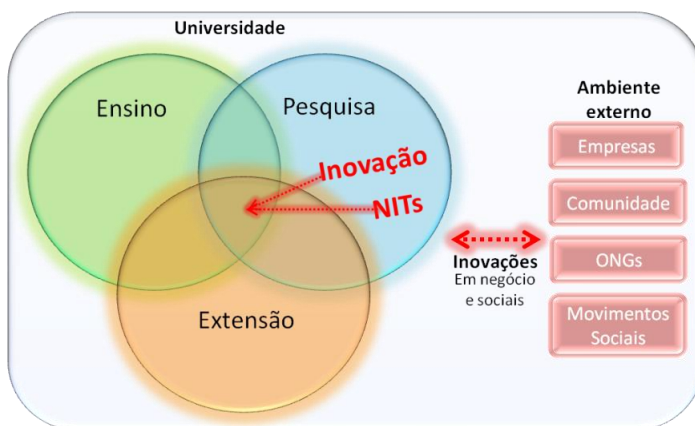 Universidade
Ensino
Pesquisa
Inovação
NITs
Extensão
Inovações
Em negócio
e sociais
Ambiente
externo
Empresas
Comunidade
ONGs
Movimentos
Sociais